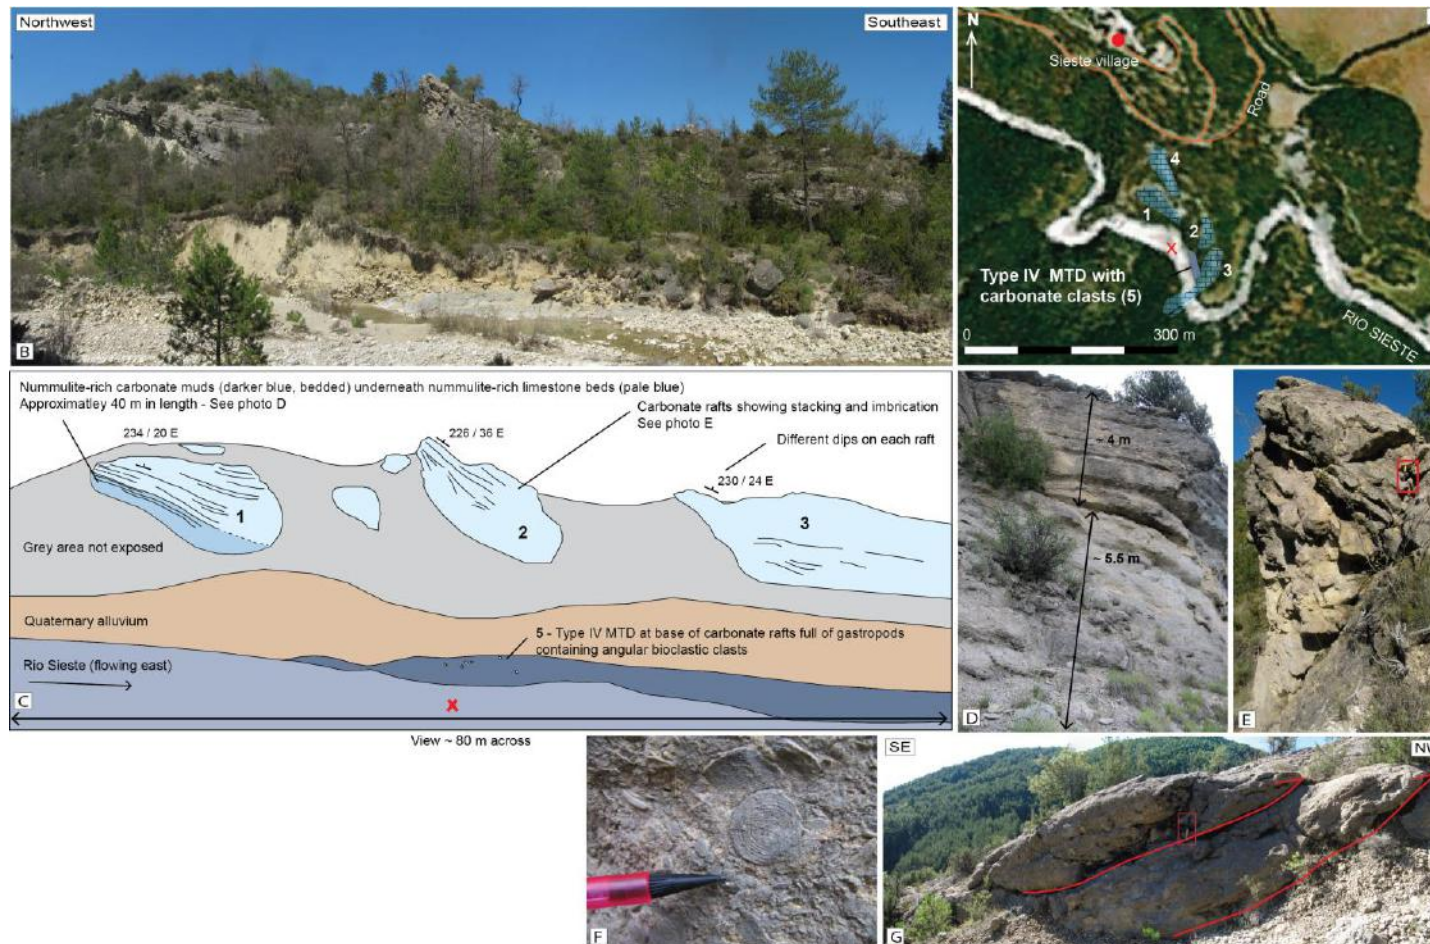 Northwest
Southeast
B
N
Sieste village
Road
4
1
2
3
X
Type IV MTD with
carbonate clasts (5)
0
300 m
RIO SIESTE
Nummulite-rich carbonate muds (darker blue, bedded) underneath nummulite-rich limestone beds (pale blue)
Approximatley 40 m in length - See photo D
234 / 20 E
226 / 36 E
Carbonate rafts showing stacking and imbrication
See photo E
Different dips on each raft
230 / 24 E
1
2
3
Grey area not exposed
Quaternary alluvium
5 - Type IV MTD at base of carbonate rafts full of gastropods
containing angular bioclastic clasts
Rio Sieste (flowing east)
C
X
View ~ 80 m across
~ 4 m
~ 5.5 m
D
E
F
SE
G